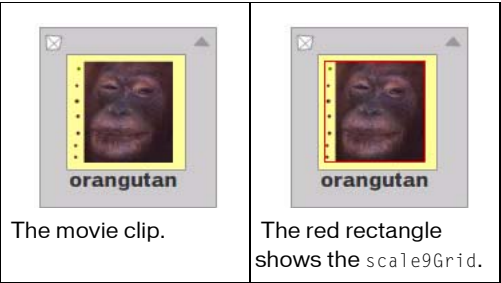 orangutan
The movie clip.
orangutan
The red rectangle
shows the scale9Grid.